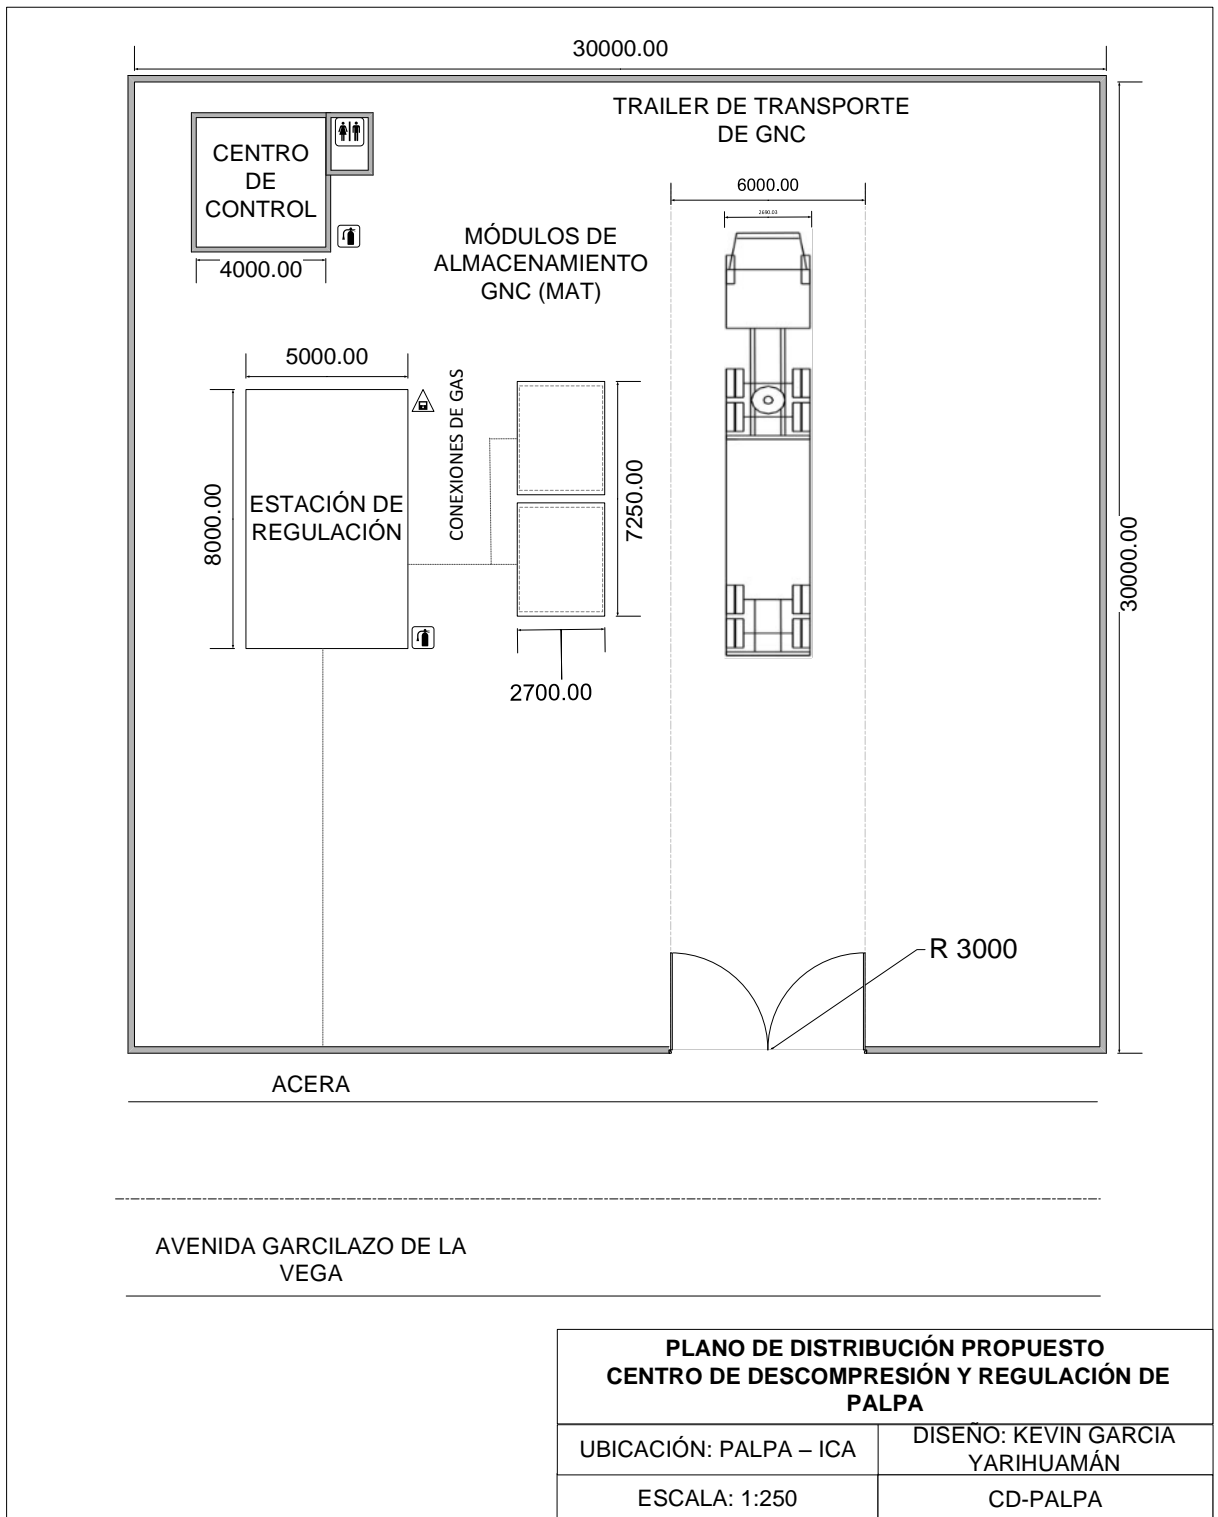 30000.00
TRAILER DE TRANSPORTE
DE GNC
CENTRO
DE
CONTROL
4000.00
6000.00
MÓDULOS DE
ALMACENAMIENTO
GNC (MAT)
5000.00
8000.00
ESTACIÓN DE
REGULACIÓN
CONEXIONES DE GAS
7250.00
2700.00
30000.00
R 3000
ACERA
AVENIDA GARCILAZO DE LA
VEGA
PLANO DE DISTRIBUCIÓN PROPUESTO
CENTRO DE DESCOMPRESIÓN Y REGULACIÓN DE
PALPA
UBICACIÓN: PALPA – ICA
DISEÑO: KEVIN GARCIA
YARIHUAMÁN
ESCALA: 1:250
CD-PALPA